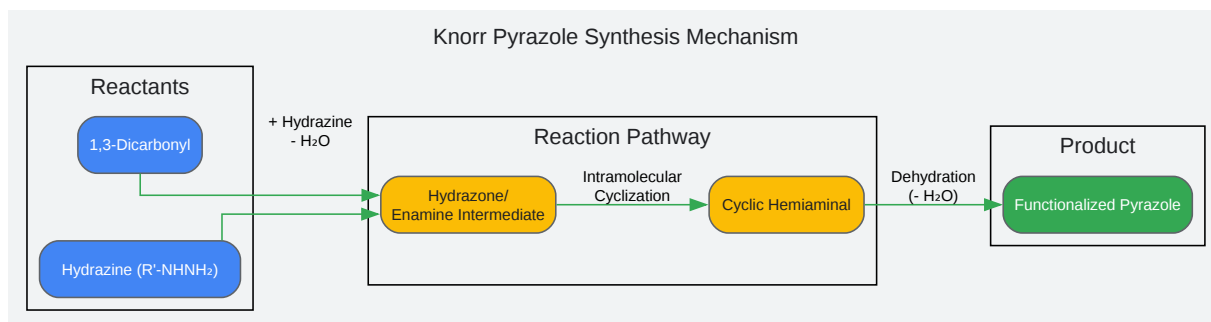 Knorr Pyrazole Synthesis Mechanism
Reactants
1,3-Dicarbonyl
Hydrazine (R'-NHNH₂)
+ Hydrazine
- H₂O
Reaction Pathway
Hydrazone/
Enamine Intermediate
Intramolecular
Cyclization
Cyclic Hemiaminal
Dehydration
(- H₂O)
Product
Functionalized Pyrazole